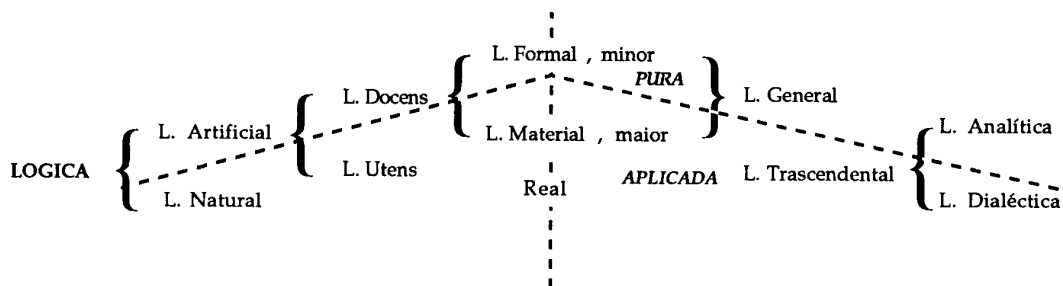 L. Formal , minor
PURA
L. Docens
L. General
L. Artificial
L. Analítica
L. Material , maior
LOGICA
L. Utens
APLICADA
L. Trascendental
Real
L. Natural
L. Dialéctica